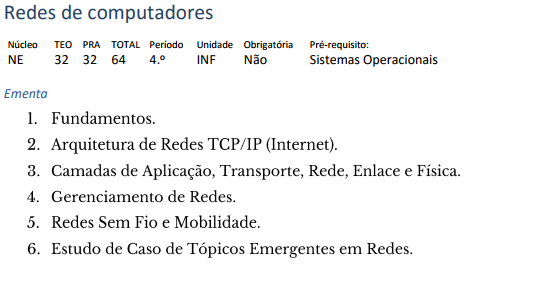 Redes de computadores
Núcleo TEO PRA TOTAL Período Unidade Obrigatória Pré-requisito:
NE 32 32 64 4.º INF Não Sistemas Operacionais
Ementa
1. Fundamentos.
2. Arquitetura de Redes TCP/IP (Internet).
3. Camadas de Aplicação, Transporte, Rede, Enlace e Física.
4. Gerenciamento de Redes.
5. Redes Sem Fio e Mobilidade.
6. Estudo de Caso de Tópicos Emergentes em Redes.